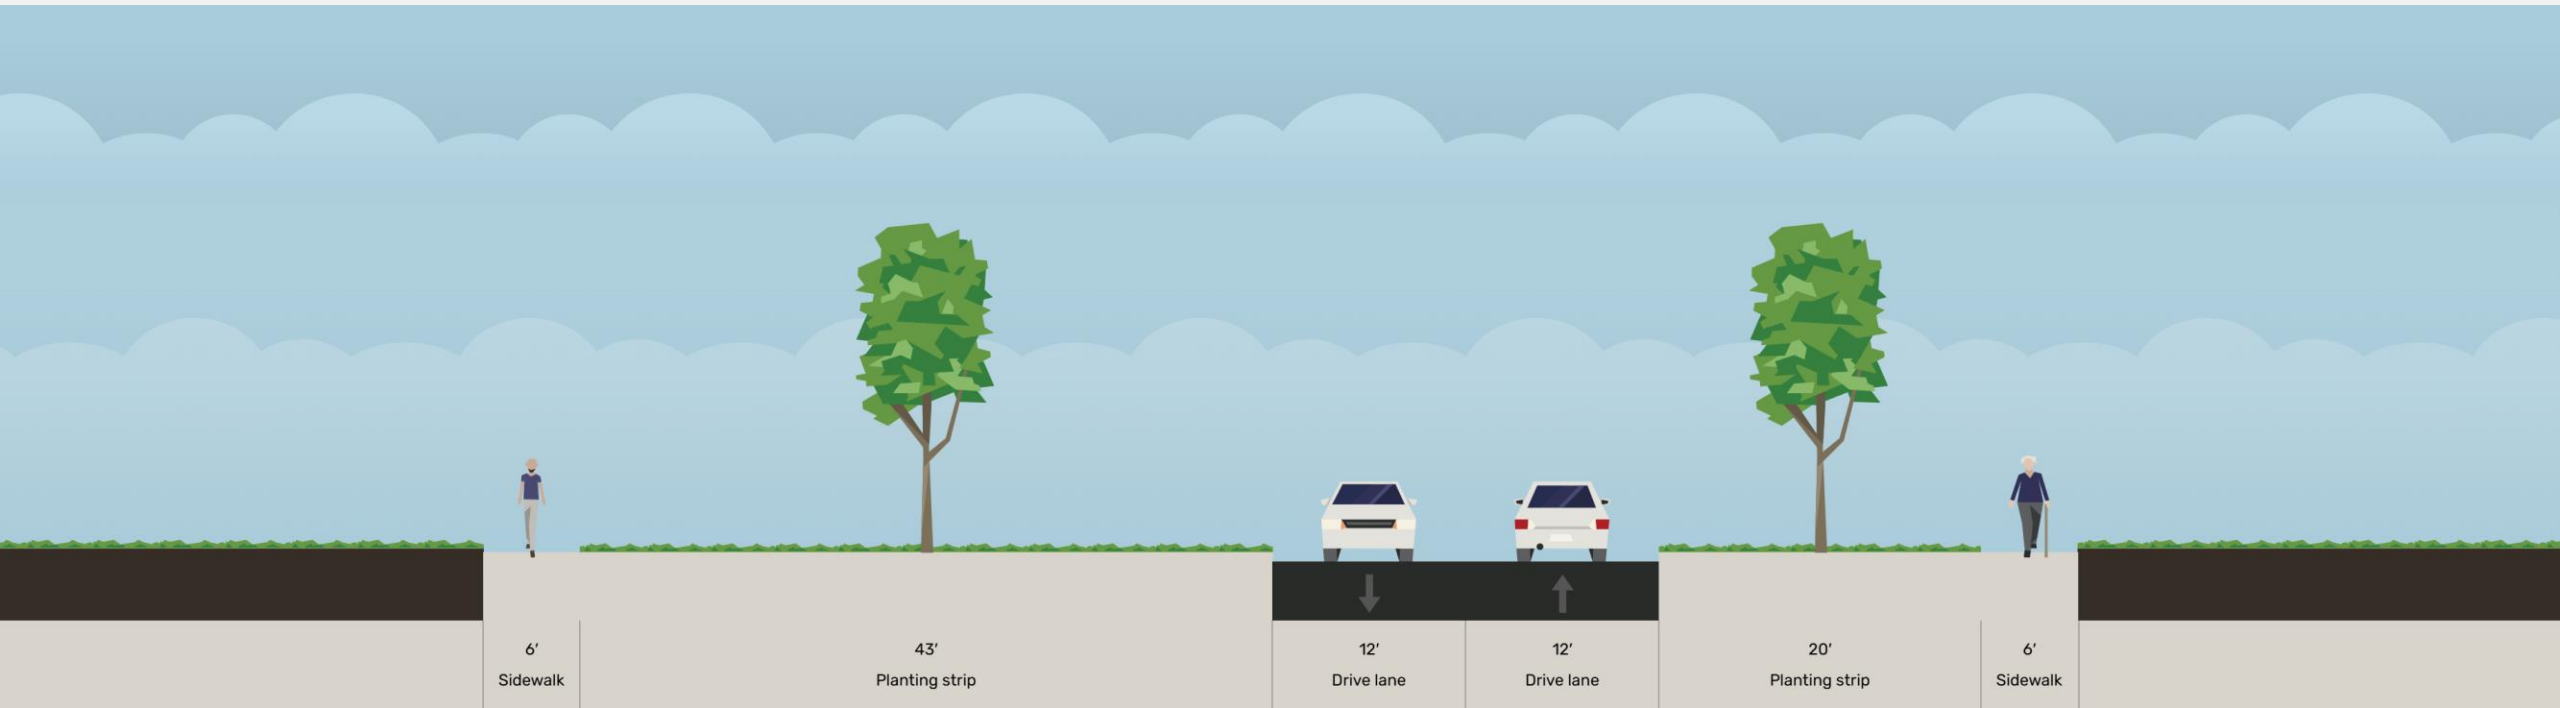 6′
Sidewalk
43′
Planting strip
12′
Drive lane
12′
Drive lane
20′
Planting strip
6′
Sidewalk